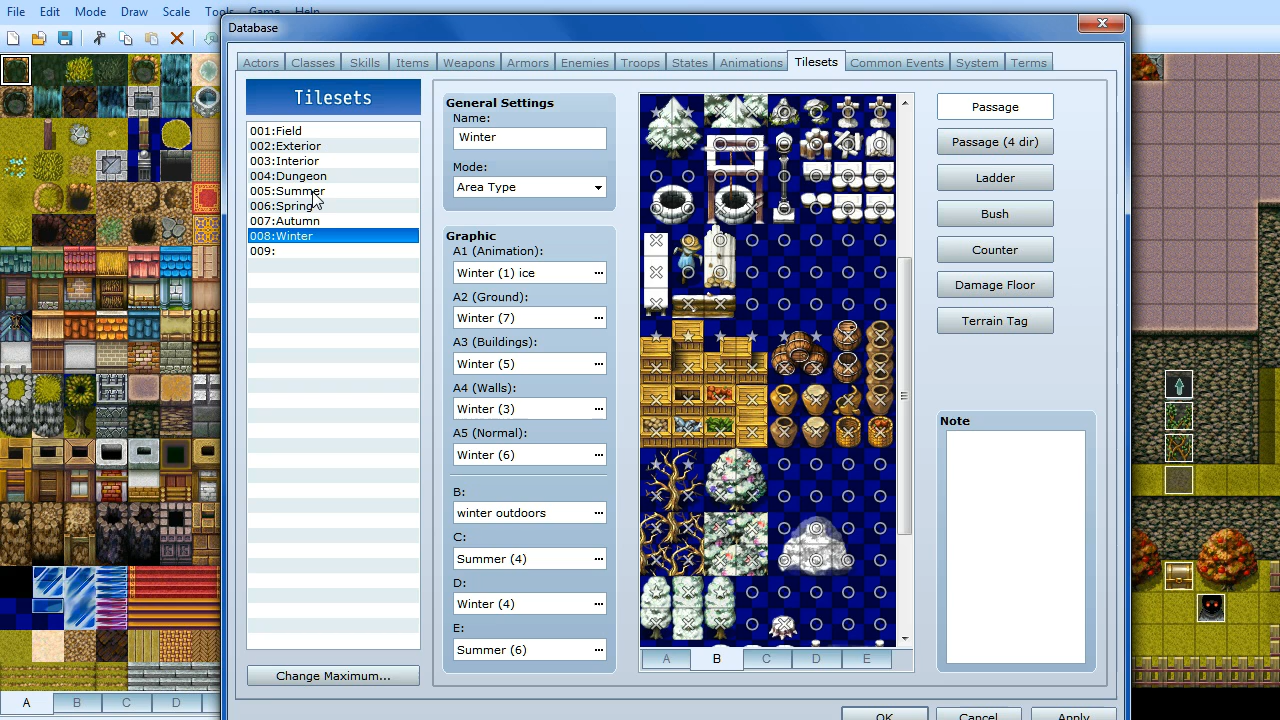 File Edit Mode Draw Scale Tools Game Help
Database
Actors Classes Skills Items Weapons Armors Enemies Troops States Animations Tilesets Common Events System Terms
Tilesets
001:Field
002:Exterior
003:Interior
004:Dungeon
005:Summer
006:Spring
007:Autumn
008:Winter
009:
Change Maximum...
General Settings
Name:
Winter
Mode:
Area Type
Graphic
A1 (Animation):
Winter (1) ice
A2 (Ground):
Winter (7)
A3 (Buildings):
Winter (5)
A4 (Walls):
Winter (3)
A5 (Normal):
Winter (6)
B:
winter outdoors
C:
Summer (4)
D:
Winter (4)
E:
Summer (6)
A B C D E
Passage
Passage (4 dir)
Ladder
Bush
Counter
Damage Floor
Terrain Tag
Note
A B C D
OK Cancel Apply